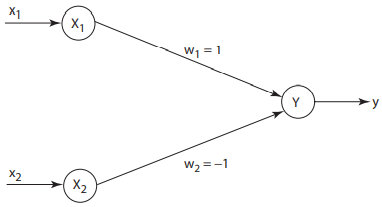 x₁
X₁
w₁ = 1
Y
y
w₂ = –1
x₂
X₂